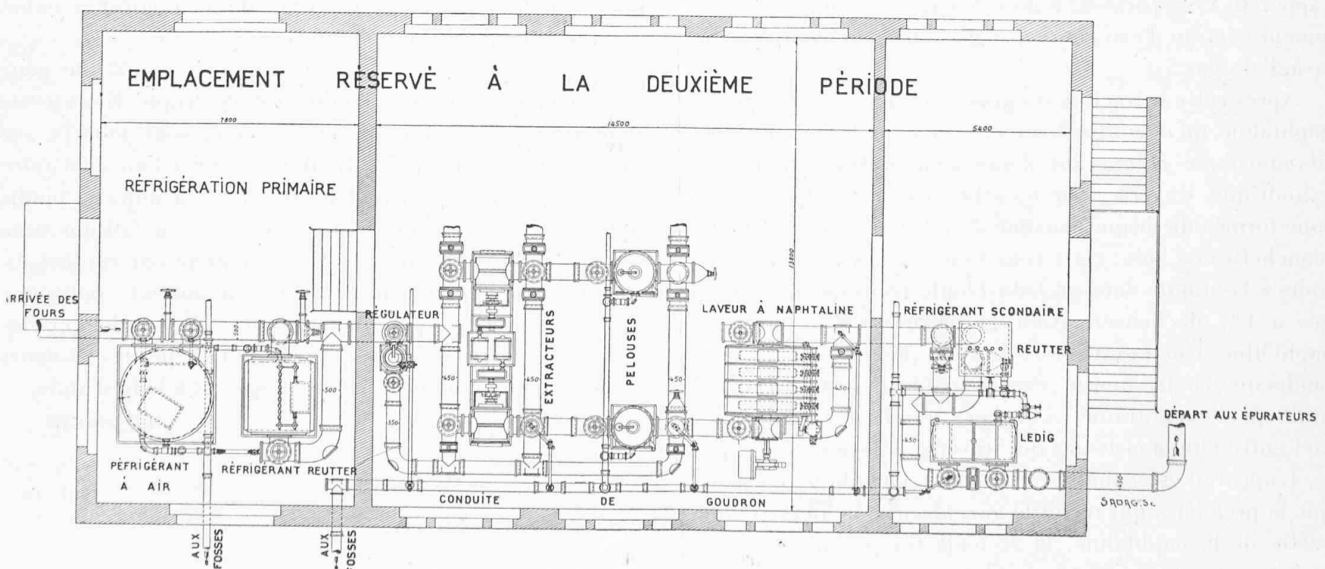 EMPLACEMENT RÉSERVÉ À LA DEUXIÈME PÉRIODE
7800
14500
5400
RÉFRIGÉRATION PRIMAIRE
ARRIVÉE DES FOURS
RÉGULATEUR
EXTRACTEURS
PELOUSES
LAVEUR À NAPHTALINE
RÉFRIGÉRANT SCONDAIRE
REUTTER
LEDIG
DÉPART AUX ÉPURATEURS
RÉFRIGÉRANT
À AIR
RÉFRIGÉRANT REUTTER
CONDUITE DE GOUDRON
AUX FOSSES
AUX FOSSES
500
350
450
450
450
450
450